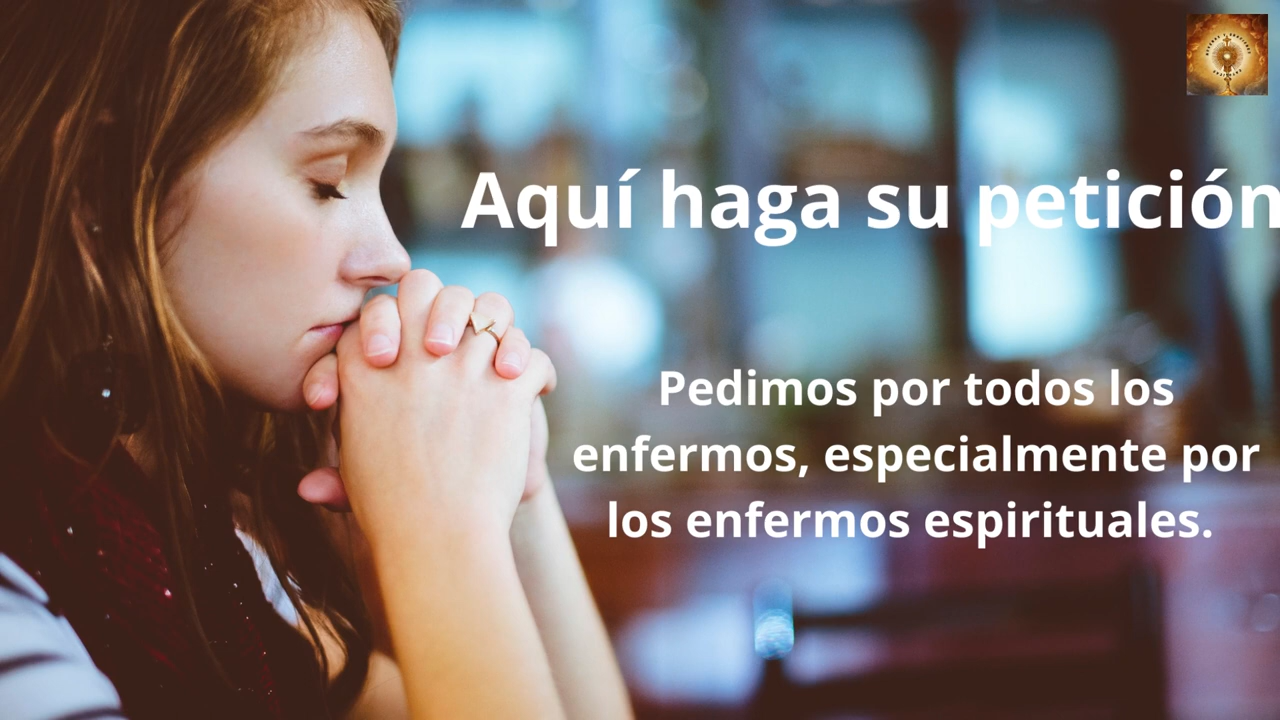 Aquí haga su petición
Pedimos por todos los
enfermos, especialmente por
los enfermos espirituales.